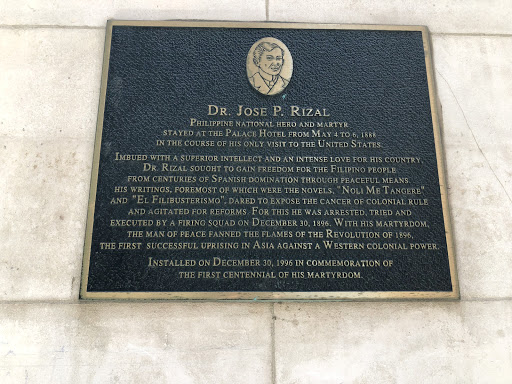 Dr. Jose P. Rizal
Philippine national hero and martyr
stayed at the Palace Hotel from May 4 to 6, 1888
in the course of his only visit to the United States.
Imbued with a superior intellect and an intense love for his country
Dr. Rizal sought to gain freedom for the Filipino people
from centuries of Spanish domination through peaceful means
His writings, foremost of which were the novels, "Noli Me Tangere"
and "El Filibusterismo", dared to expose the cancer of colonial rule
and agitated for reforms. For this he was arrested, tried and
executed by a firing squad on December 30, 1896. With his martyrdom,
the man of peace fanned the flames of the Revolution of 1896,
the first successful uprising in Asia against a Western colonial power.
Installed on December 30, 1996 in commemoration of
the first centennial of his martyrdom.